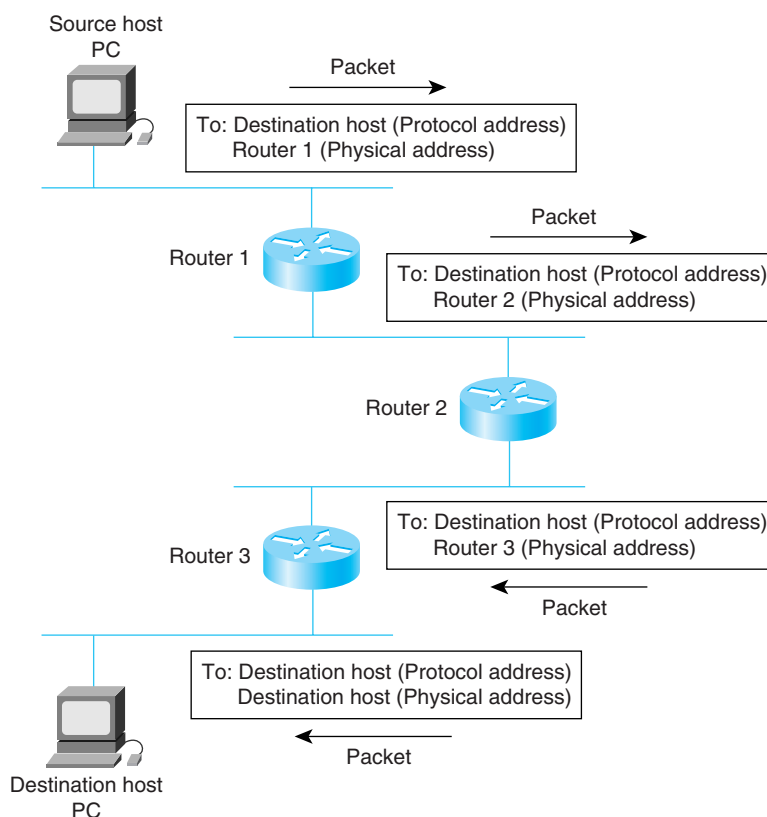 Source host
PC
Packet
To: Destination host (Protocol address)
Router 1 (Physical address)
Router 1
Packet
To: Destination host (Protocol address)
Router 2 (Physical address)
Router 2
To: Destination host (Protocol address)
Router 3 (Physical address)
Router 3
Packet
To: Destination host (Protocol address)
Destination host (Physical address)
Packet
Destination host
PC